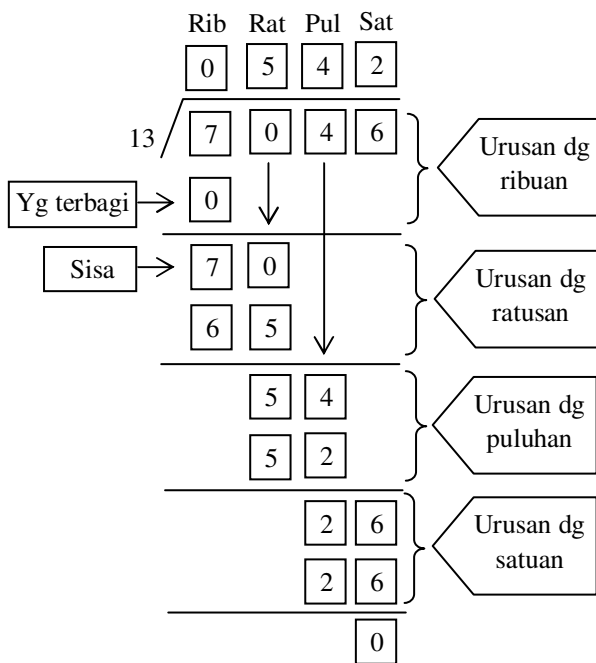 Rib Rat Pul Sat
0 5 4 2
13 7 0 4 6
Urusan dg
ribuan
Yg terbagi 0
Sisa 7 0
6 5
Urusan dg
ratusan
5 4
5 2
Urusan dg
puluhan
2 6
2 6
Urusan dg
satuan
0